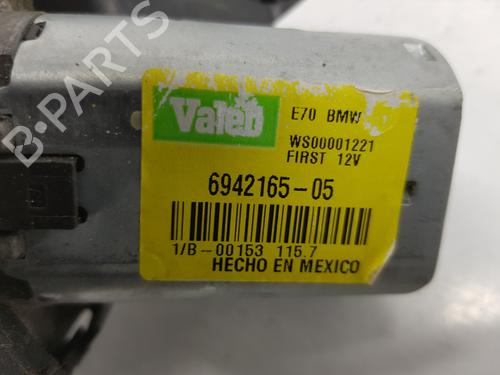 B-PARTS
Valeo
E70 BMW
WS00001221
FIRST 12V
6942165-05
1/B-00153 115.7
HECHO EN MEXICO